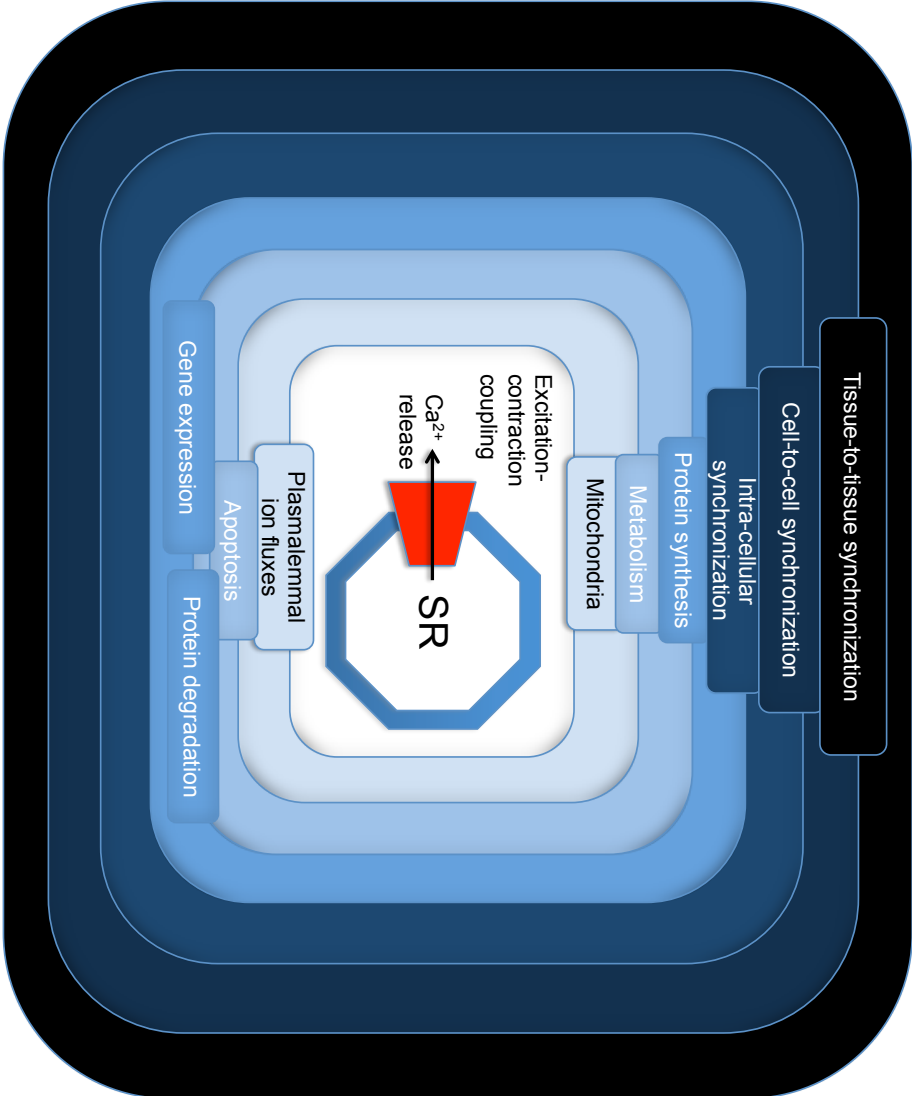 Tissue-to-tissue synchronization
Cell-to-cell synchronization
Intra-cellular
synchronization
Protein synthesis
Metabolism
Mitochondria
Excitation-
contraction
coupling
Ca²⁺
release
SR
Plasmalemmal
ion fluxes
Apoptosis
Gene expression
Protein degradation